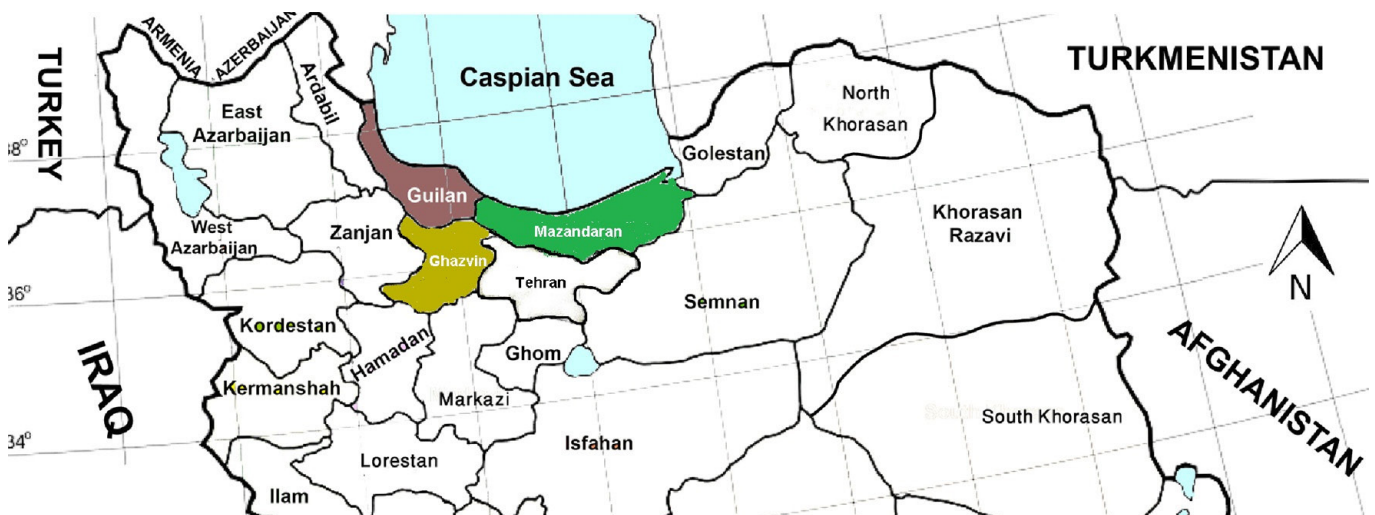 ARMENIA
AZERBAIJAN
TURKEY
Caspian Sea
TURKMENISTAN
Ardabil
East
Azarbaijan
North
Khorasan
38°
Golestan
Guilan
Mazandaran
Khorasan
Razavi
West
Azarbaijan
Zanjan
Ghazvin
Tehran
Semnan
N
36°
Kordestan
Hamadan
Ghom
IRAQ
AFGHANISTAN
Kermanshah
Markazi
South Khorasan
34°
Isfahan
Lorestan
Ilam